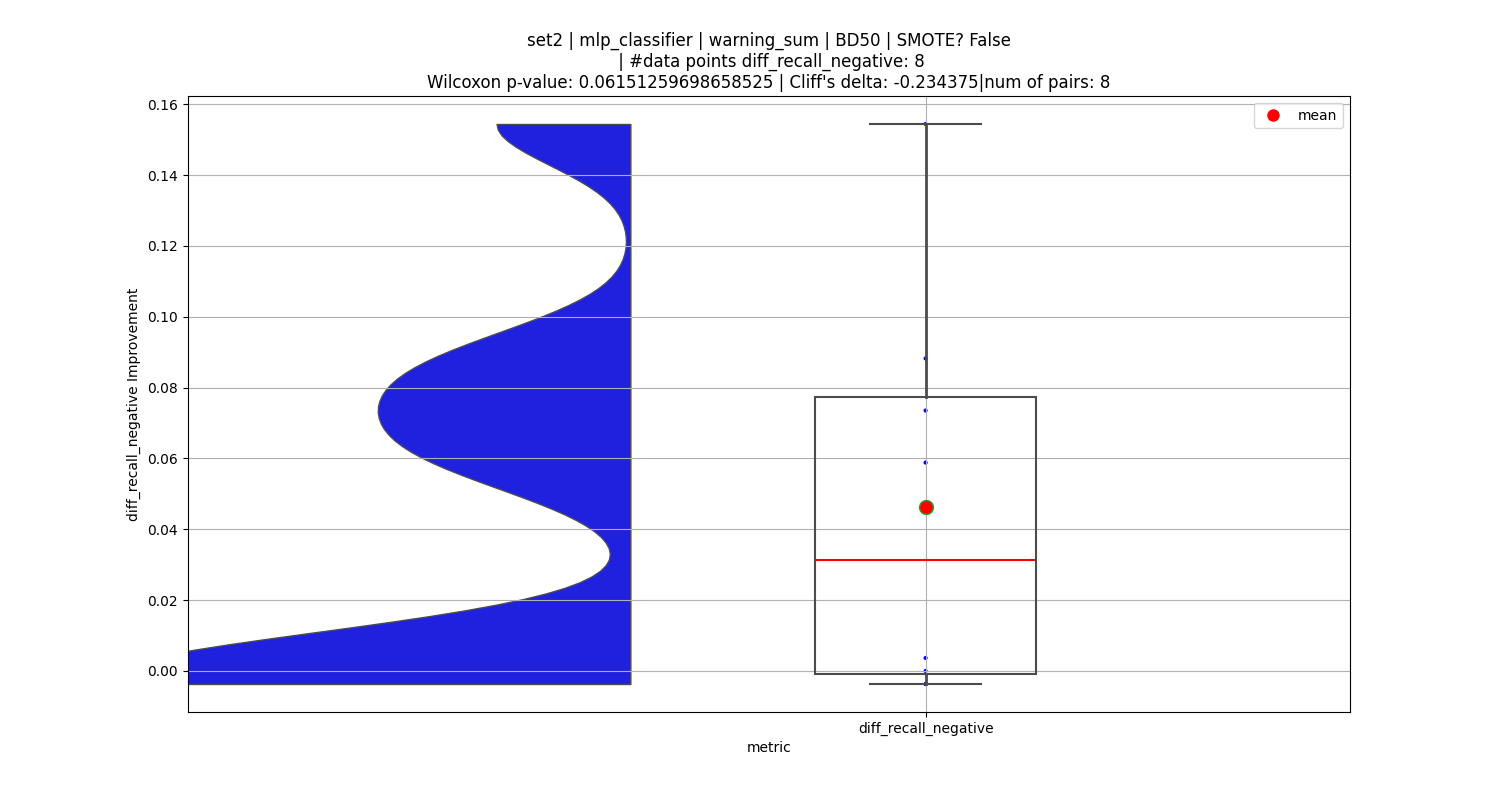 set2 | mlp_classifier | warning_sum | BD50 | SMOTE? False
| #data points diff_recall_negative: 8
Wilcoxon p-value: 0.06151259698658525 | Cliff's delta: -0.234375|num of pairs: 8
mean
0.16
0.14
0.12
0.10
0.08
0.06
0.04
0.02
0.00
diff_recall_negative Improvement
diff_recall_negative
metric